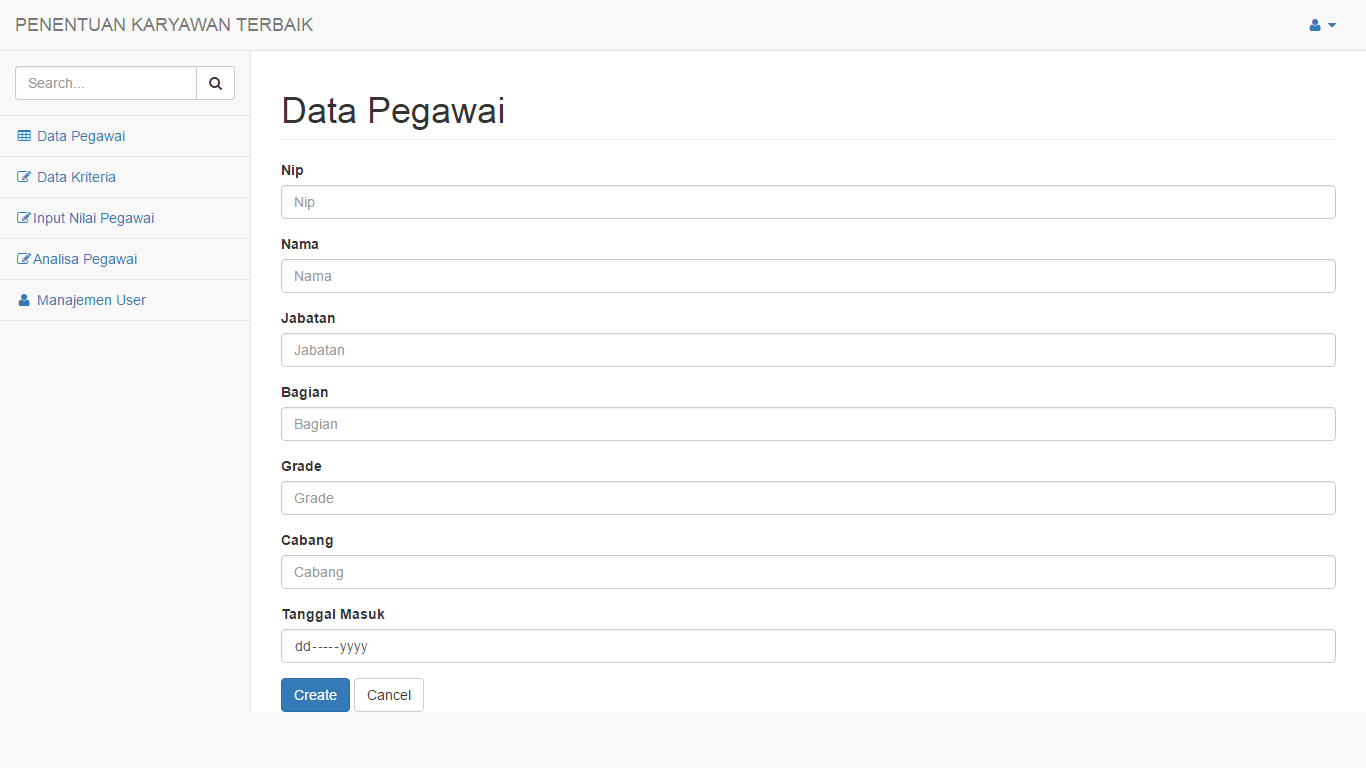 PENENTUAN KARYAWAN TERBAIK
Search...
Data Pegawai
Data Kriteria
Input Nilai Pegawai
Analisa Pegawai
Manajemen User
Data Pegawai
Nip
Nip
Nama
Nama
Jabatan
Jabatan
Bagian
Bagian
Grade
Grade
Cabang
Cabang
Tanggal Masuk
dd-----yyyy
Create Cancel